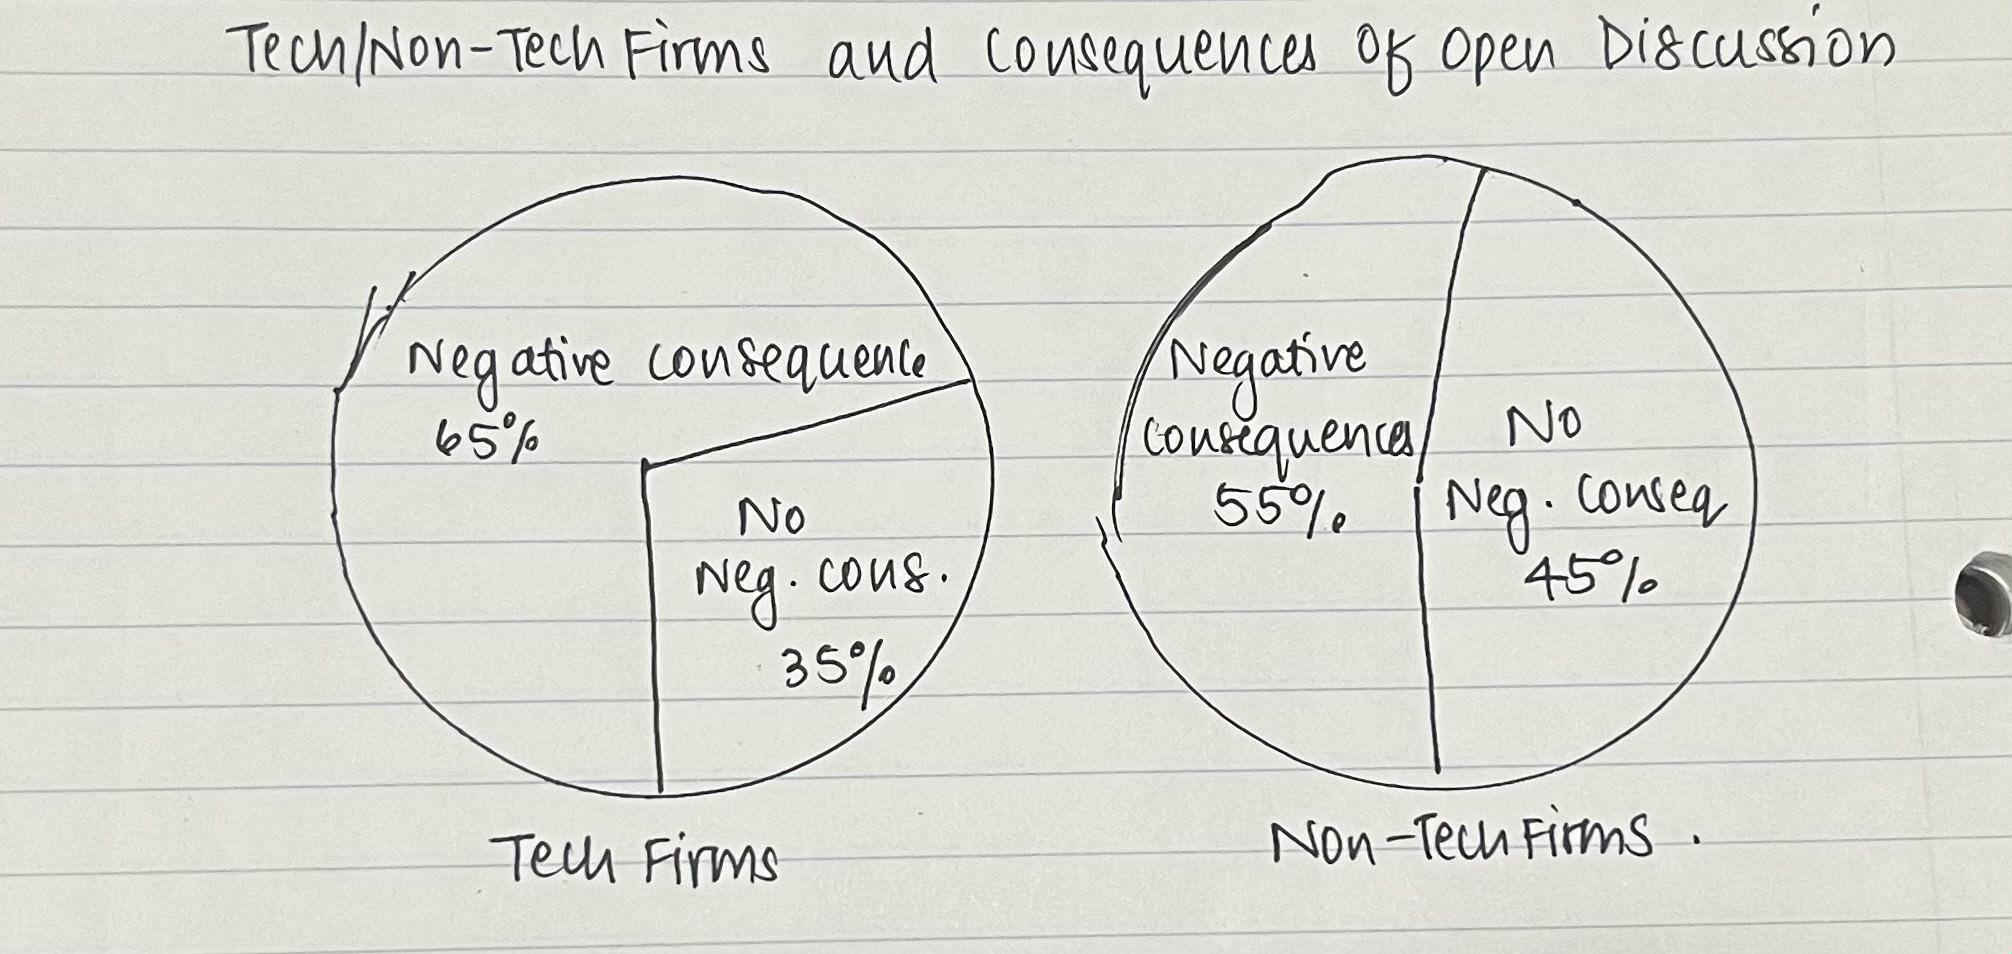 Tech/Non-Tech Firms and Consequences Of Open Discussion
Negative consequence
65%
No
Neg. cons.
35%
Tech Firms
Negative
consequences
55%
No
Neg. conseq
45%
Non-Tech Firms.